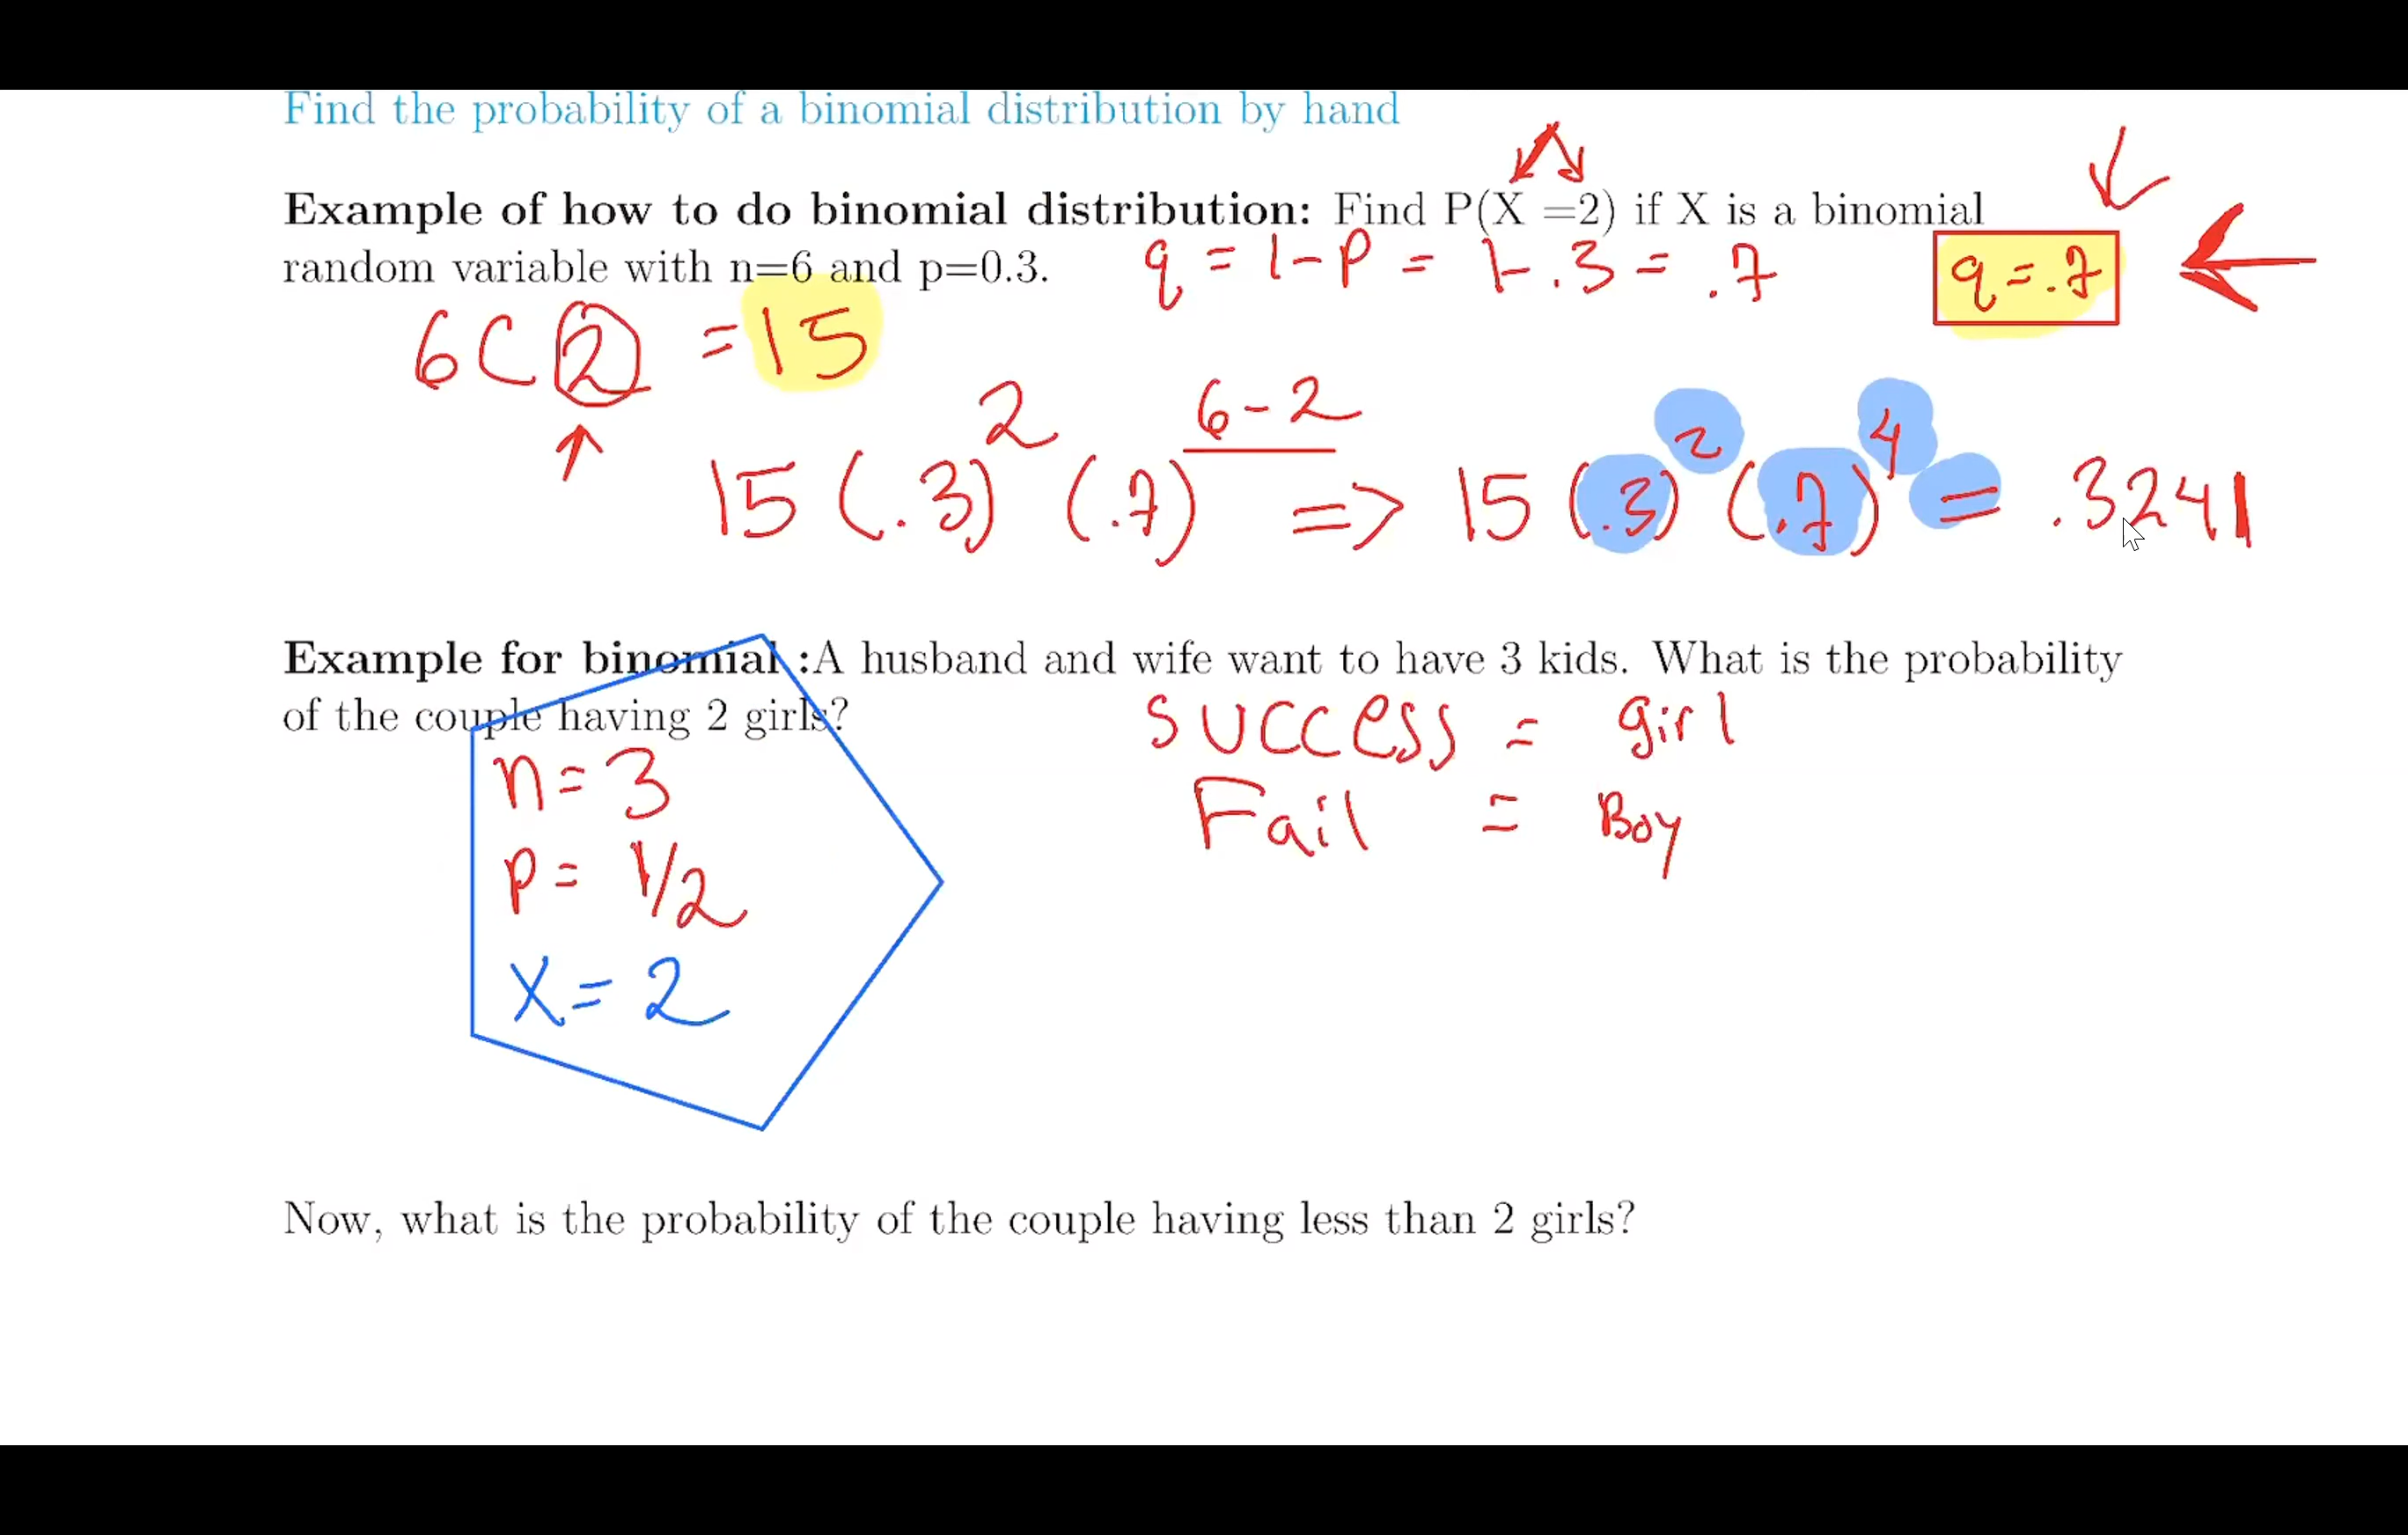 Find the probability of a binomial distribution by hand
Example of how to do binomial distribution: Find P(X =2) if X is a binomial
random variable with n=6 and p=0.3.
q = 1-p = 1-.3 = .7
q=.7
6C2 =15
15 (.3)^2 (.7)^6-2 => 15 (.3)^2 (.7)^4 = .3241
Example for binomial :A husband and wife want to have 3 kids. What is the probability
of the couple having 2 girls?
success = girl
Fail = Boy
n=3
p= 1/2
X=2
Now, what is the probability of the couple having less than 2 girls?